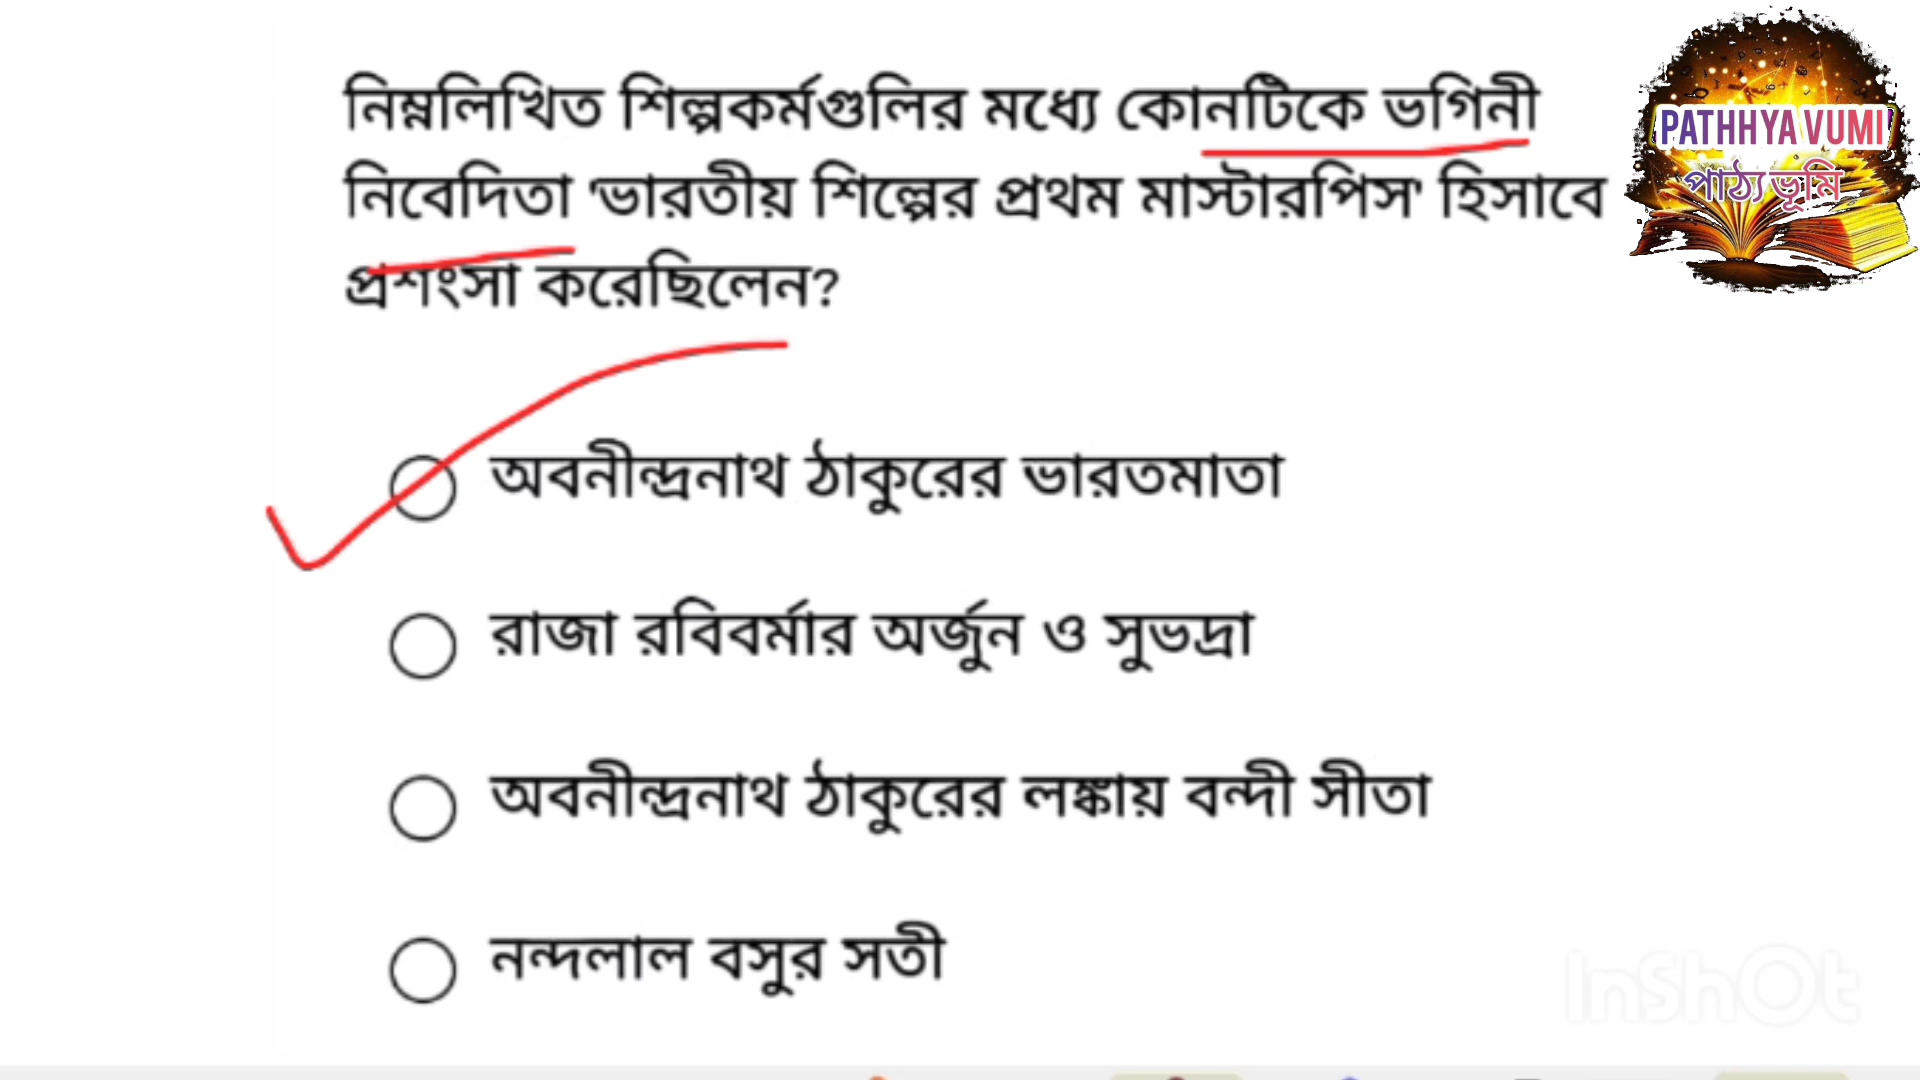 নিম্নলিখিত শিল্পকর্মগুলির মধ্যে কোনটিকে ভগিনী
নিবেদিতা 'ভারতীয় শিল্পের প্রথম মাস্টারপিস' হিসাবে
প্রশংসা করেছিলেন?
PATHHYA VUMI
পাঠ্য ভূমি
অবনীন্দ্রনাথ ঠাকুরের ভারতমাতা
রাজা রবিবর্মার অর্জুন ও সুভদ্রা
অবনীন্দ্রনাথ ঠাকুরের লঙ্কায় বন্দী সীতা
নন্দলাল বসুর সতী
InShOt